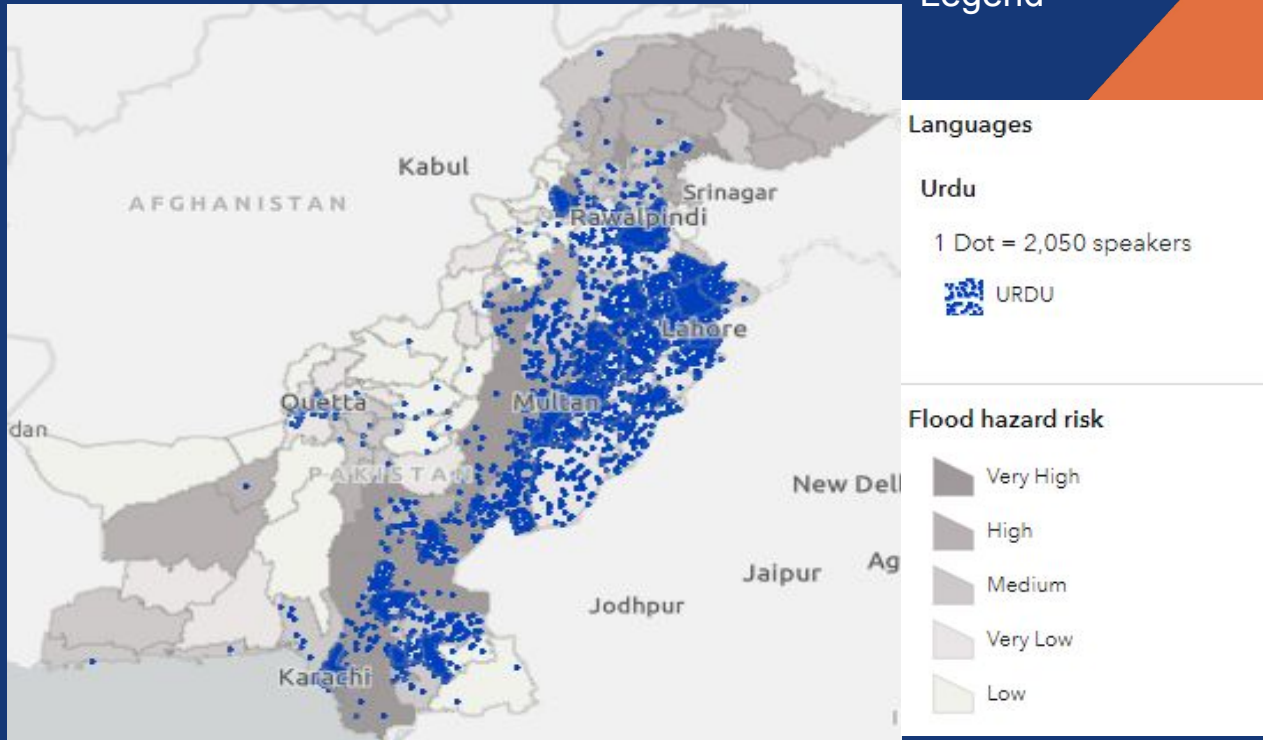 Legend
Kabul
AFGHANISTAN
Srinagar
Rawalpindi
Lahore
Quetta
Multan
dan
PAKISTAN
New Del
Jaipur
Ag
Jodhpur
Karachi
Languages
Urdu
1 Dot = 2,050 speakers
URDU
Flood hazard risk
Very High
High
Medium
Very Low
Low